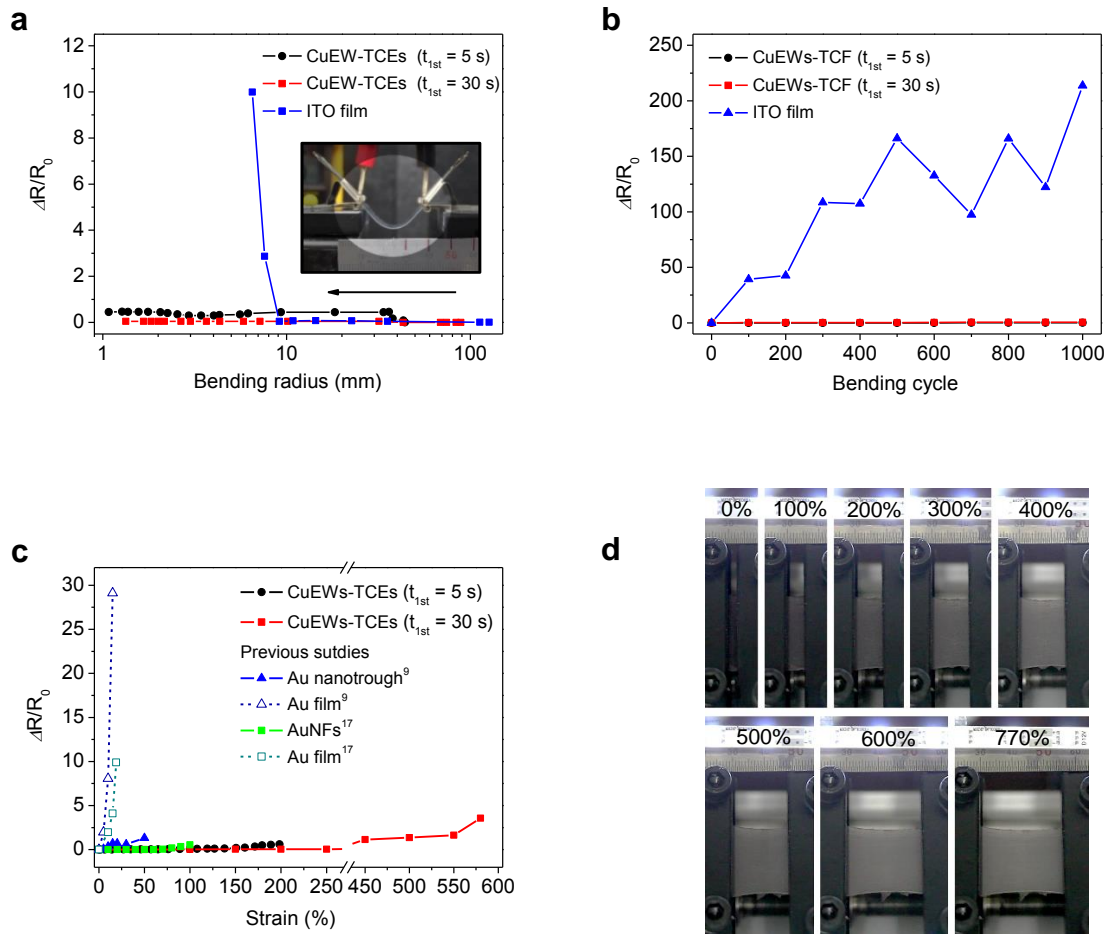 a
12
10
8
6
4
2
0
ΔR/R0
CuEW-TCEs (t1st = 5 s)
CuEW-TCEs (t1st = 30 s)
ITO film
1
10
100
Bending radius (mm)
b
250
200
150
100
50
0
ΔR/R0
CuEWs-TCF (t1st = 5 s)
CuEWs-TCF (t1st = 30 s)
ITO film
0 200 400 600 800 1000
Bending cycle
c
30
25
20
15
10
5
0
ΔR/R0
CuEWs-TCEs (t1st = 5 s)
CuEWs-TCEs (t1st = 30 s)
Previous sutdies
Au nanotrough9
Au film9
AuNFs17
Au film17
0 50 100 150 200 250 450 500 550 600
Strain (%)
d
0% 100% 200% 300% 400%
500% 600% 770%